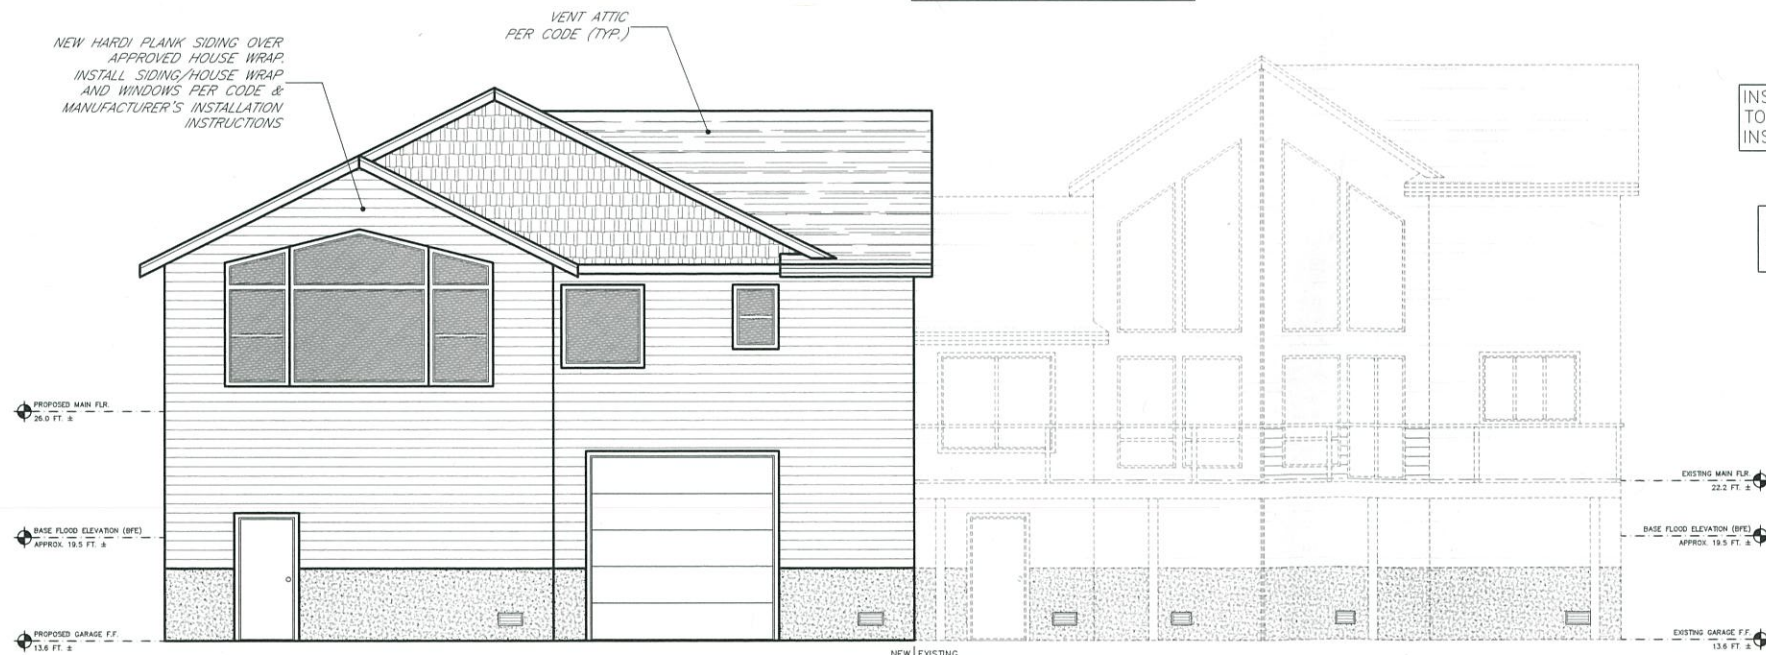 VENT ATTIC
PER CODE (TYP.)
NEW HARDI PLANK SIDING OVER
APPROVED HOUSE WRAP.
INSTALL SIDING/HOUSE WRAP
AND WINDOWS PER CODE &
MANUFACTURER'S INSTALLATION
INSTRUCTIONS
INS
TO
INS
PROPOSED MAIN FLR.
26.0 FT. ±
EXISTING MAIN FLR.
22.2 FT. ±
BASE FLOOD ELEVATION (BFE)
APPROX. 19.5 FT. ±
BASE FLOOD ELEVATION (BFE)
APPROX. 19.5 FT. ±
PROPOSED GARAGE F.F.
13.6 FT. ±
EXISTING GARAGE F.F.
13.6 FT. ±
NEW EXISTING